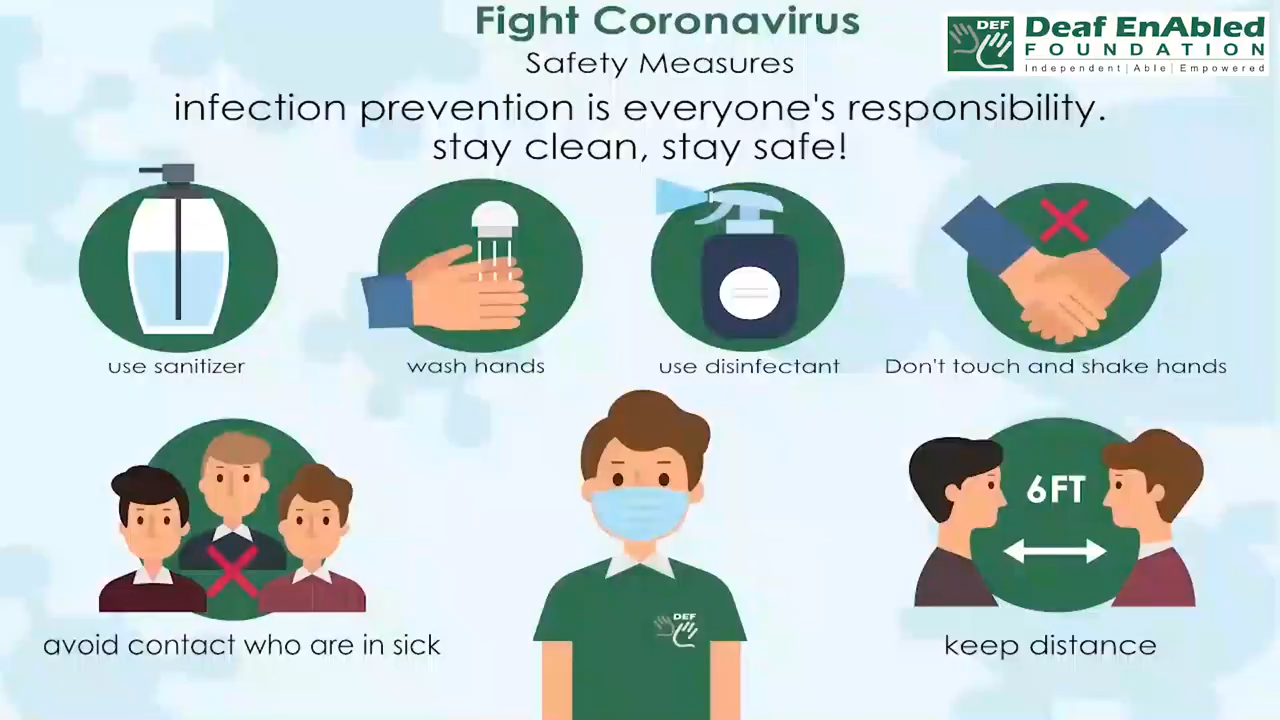 Fight Coronavirus
Safety Measures
DEF
Deaf EnAbled
FOUNDATION
Independent | Able | Empowered
infection prevention is everyone's responsibility.
stay clean, stay safe!
use sanitizer
wash hands
use disinfectant
Don't touch and shake hands
6FT
DEF
avoid contact who are in sick
keep distance